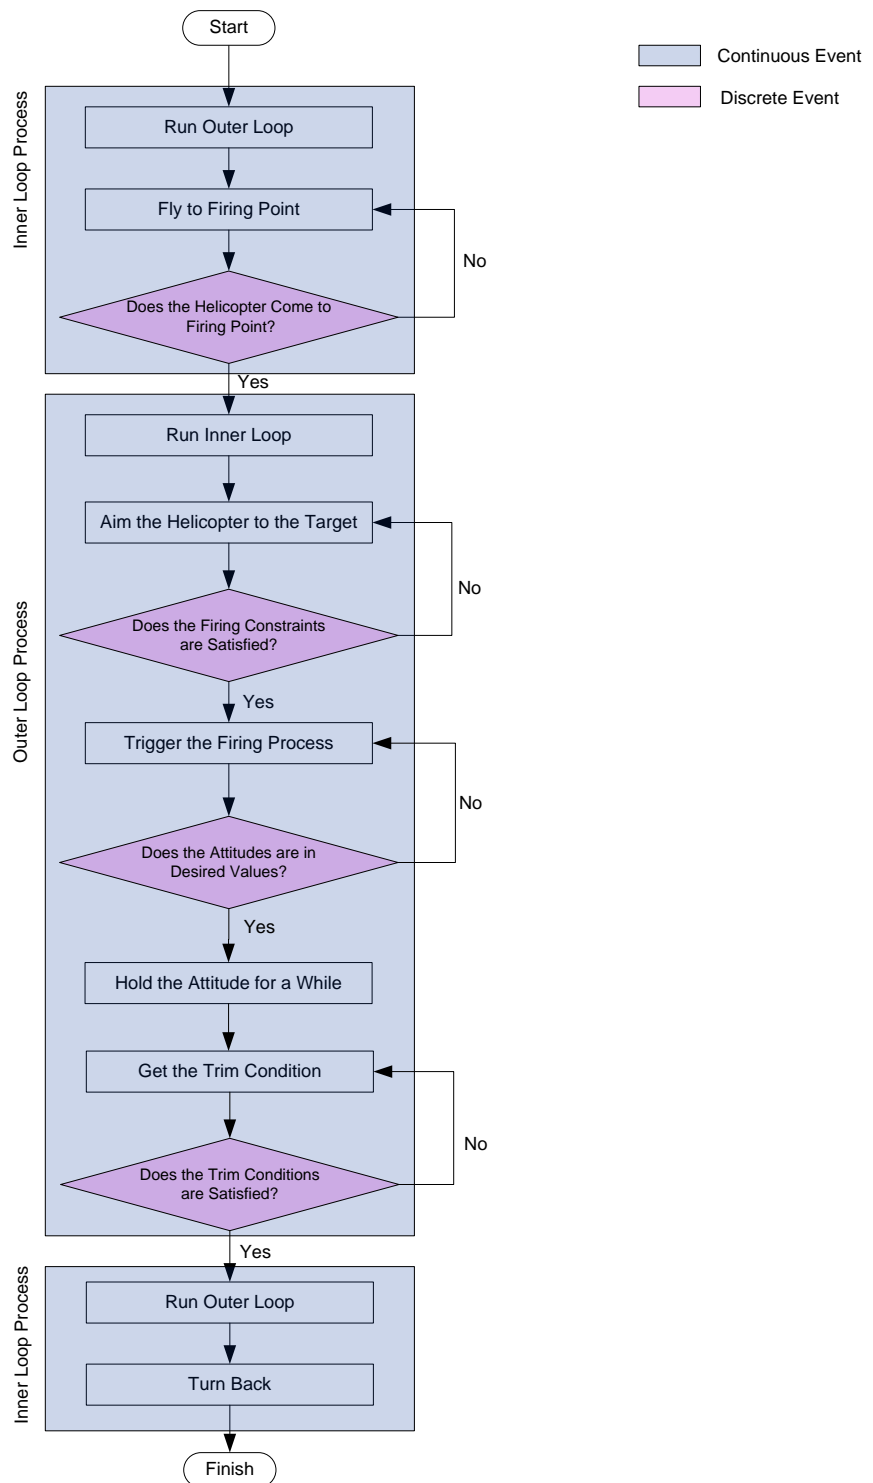 Start
Continuous Event
Discrete Event
Inner Loop Process
Run Outer Loop
Fly to Firing Point
No
Does the Helicopter Come to
Firing Point?
Yes
Outer Loop Process
Run Inner Loop
Aim the Helicopter to the Target
No
Does the Firing Constraints
are Satisfied?
Yes
Trigger the Firing Process
No
Does the Attitudes are in
Desired Values?
Yes
Hold the Attitude for a While
Get the Trim Condition
No
Does the Trim Conditions
are Satisfied?
Yes
Inner Loop Process
Run Outer Loop
Turn Back
Finish